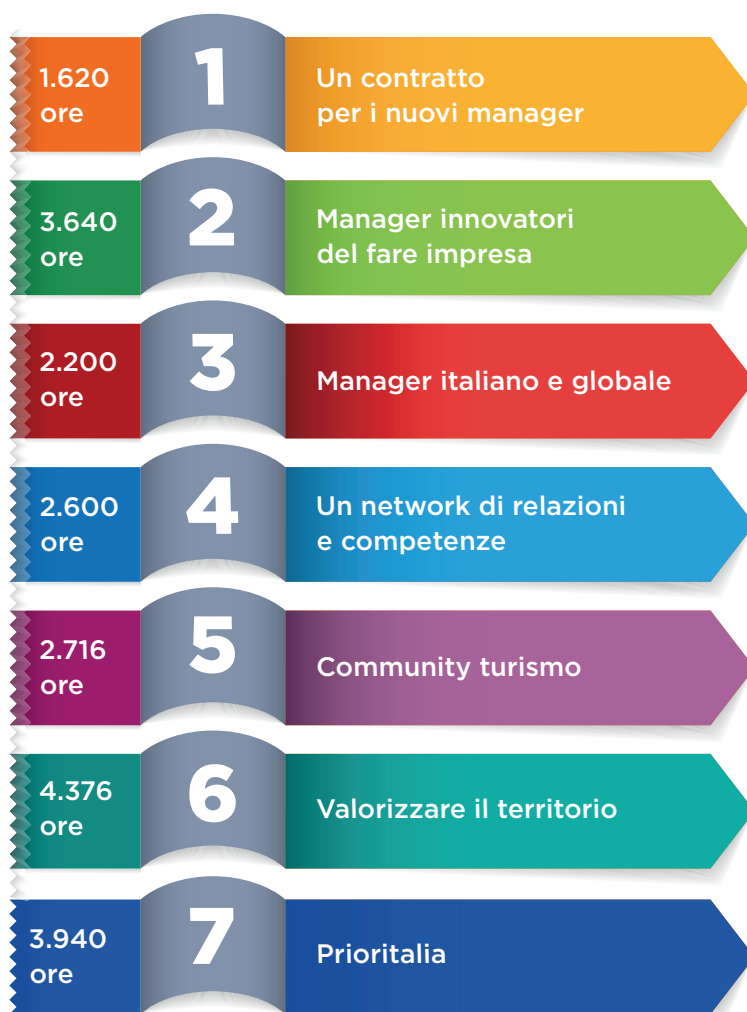 1.620
ore
1
Un contratto
per i nuovi manager
3.640
ore
2
Manager innovatori
del fare impresa
2.200
ore
3
Manager italiano e globale
2.600
ore
4
Un network di relazioni
e competenze
2.716
ore
5
Community turismo
4.376
ore
6
Valorizzare il territorio
3.940
ore
7
Prioritalia